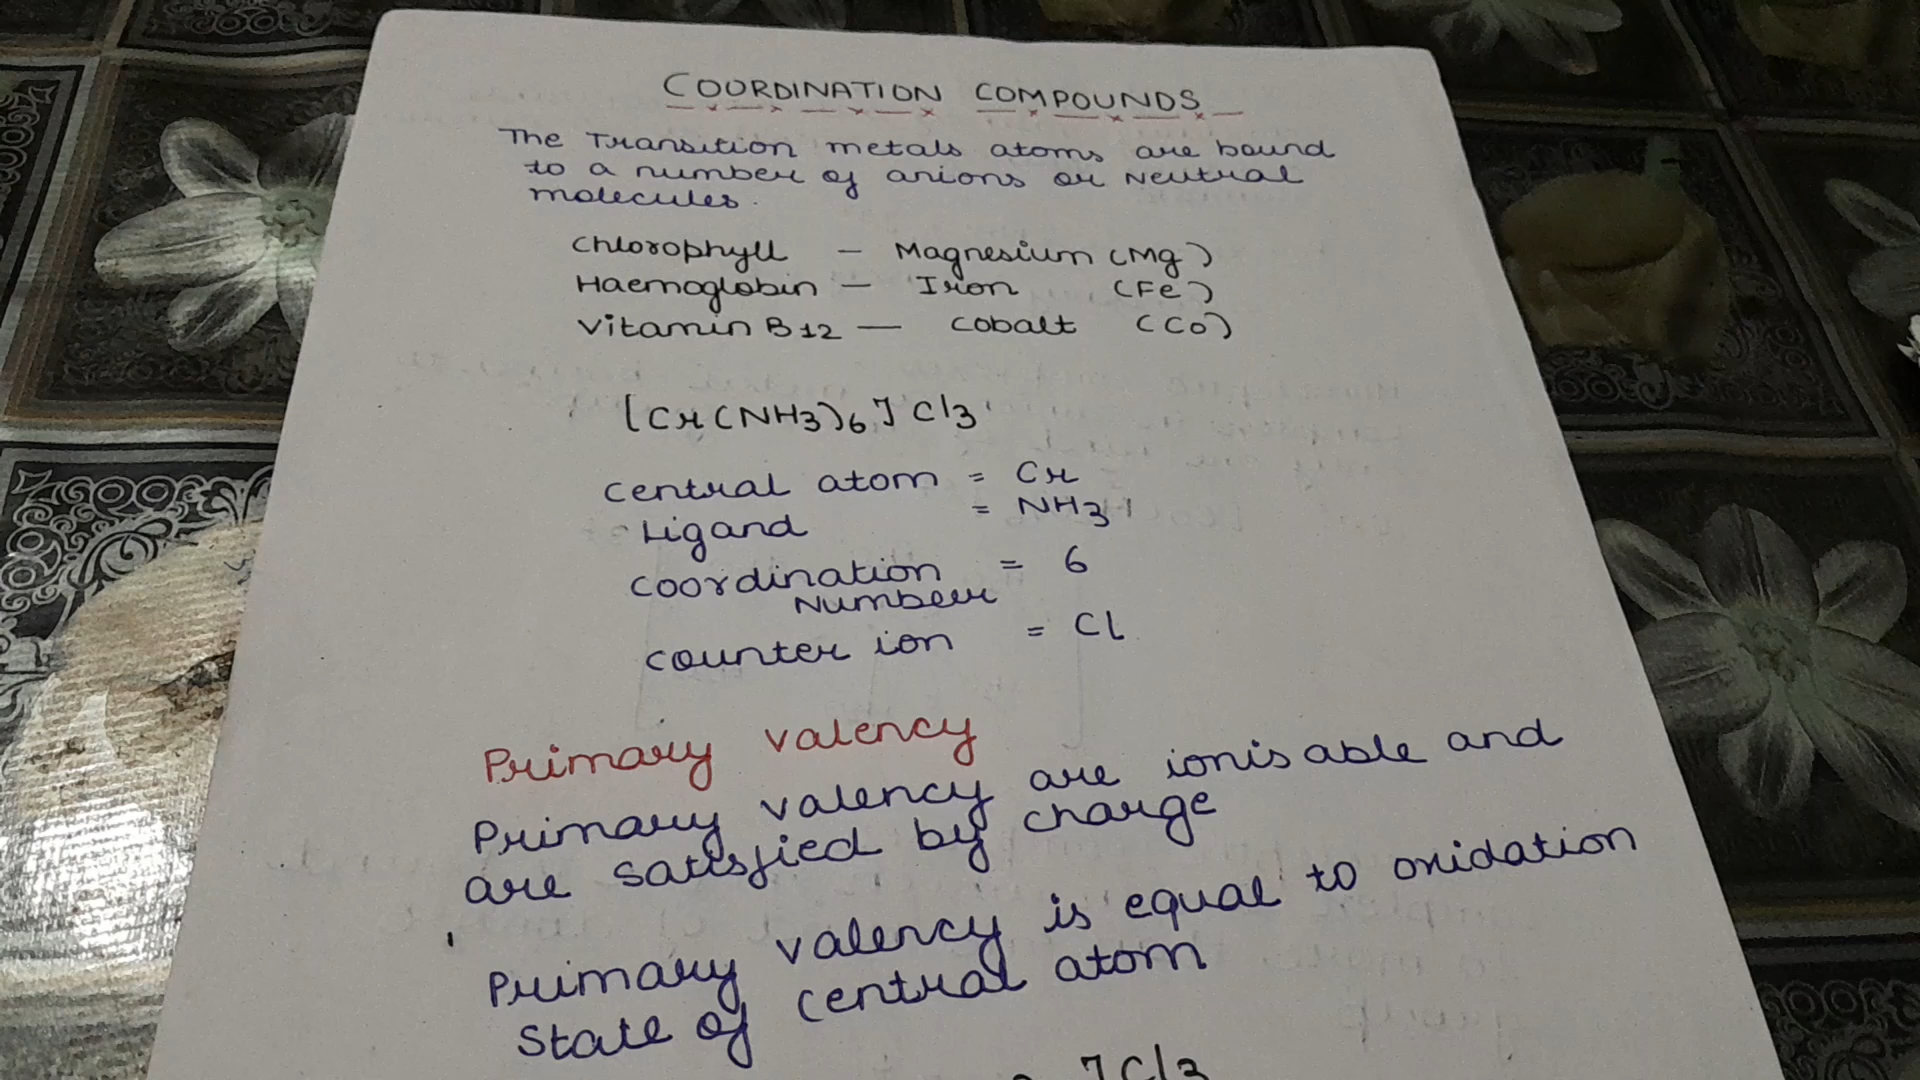 COORDINATION COMPOUNDS
The Transition metals atoms are bound
to a number of anions or Neutral
molecules.
Chlorophyll - Magnesium (Mg)
Haemoglobin - Iron (Fe)
Vitamin B12 - Cobalt (Co)
[Cr(NH3)6]Cl3
Central atom = Cr
Ligand = NH3
Coordination Number = 6
counter ion = Cl
Primary valency
Primary valency are ionisable and
are satisfied by charge
Primary valency is equal to oxidation
State of central atom
]Cl3